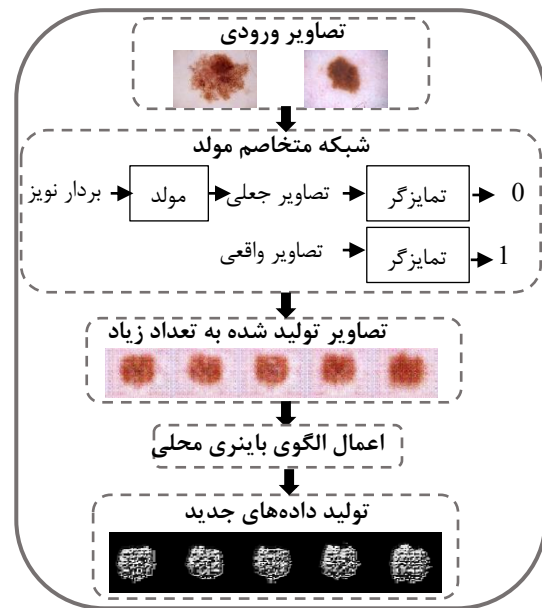 تصاویر ورودی
شبکه متخاصم مولد
بردار نویز
مولد
تصاویر جعلی
تمایزگر
0
تصاویر واقعی
تمایزگر
1
تصاویر تولید شده به تعداد زیاد
اعمال الگوی باینری محلی
تولید داده‌های جدید